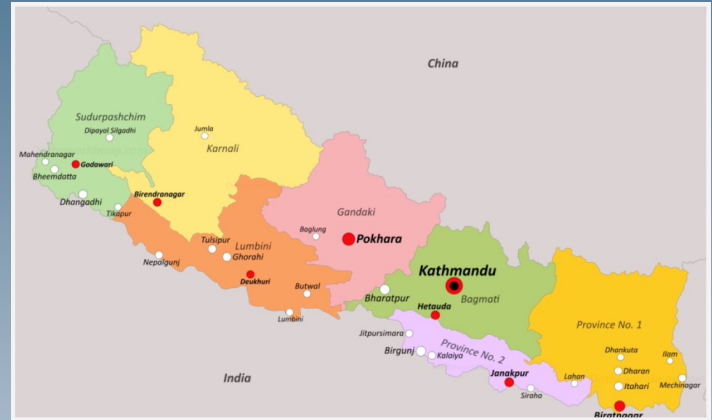 China
Sudurpashchim
Dipayal Silgadhi
Jumla
Karnali
Mahendranagar
Godawari
Bheemdatta
Dhangadhi
Birendranagar
Tikapur
Gandaki
Baglung
Pokhara
Tulsipur
Lumbini
Ghorahi
Nepalgunj
Deukhuri
Butwal
Lumbini
Kathmandu
Bharatpur
Bagmati
Hetauda
Province No. 1
Jitpursimara
Province No. 2
Birgunj
Kalaiya
Dhankuta
Ilam
Dharan
India
Janakpur
Lahan
Mechinagar
Siraha
Itahari
Biratnagar